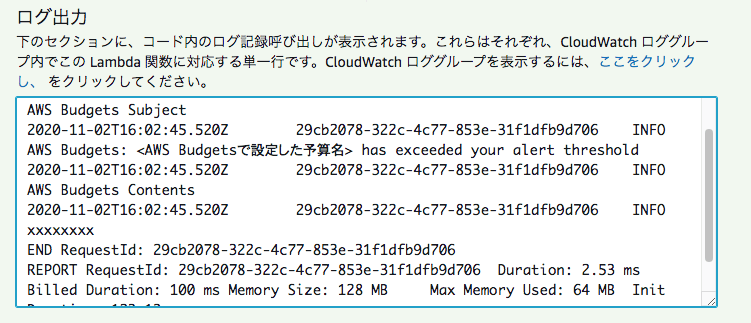 ログ出力
下のセクションに、コード内のログ記録呼び出しが表示されます。これらはそれぞれ、CloudWatch ロググルー
プ内でこの Lambda 関数に対応する単一行です。CloudWatch ロググループを表示するには、ここをクリック
し、 をクリックしてください。
AWS Budgets Subject
2020-11-02T16:02:45.520Z 29cb2078-322c-4c77-853e-31f1dfb9d706 INFO
AWS Budgets: <AWS Budgetsで設定した予算名> has exceeded your alert threshold
2020-11-02T16:02:45.520Z 29cb2078-322c-4c77-853e-31f1dfb9d706 INFO
AWS Budgets Contents
2020-11-02T16:02:45.520Z 29cb2078-322c-4c77-853e-31f1dfb9d706 INFO
xxxxxxxx
END RequestId: 29cb2078-322c-4c77-853e-31f1dfb9d706
REPORT RequestId: 29cb2078-322c-4c77-853e-31f1dfb9d706 Duration: 2.53 ms
Billed Duration: 100 ms Memory Size: 128 MB Max Memory Used: 64 MB Init